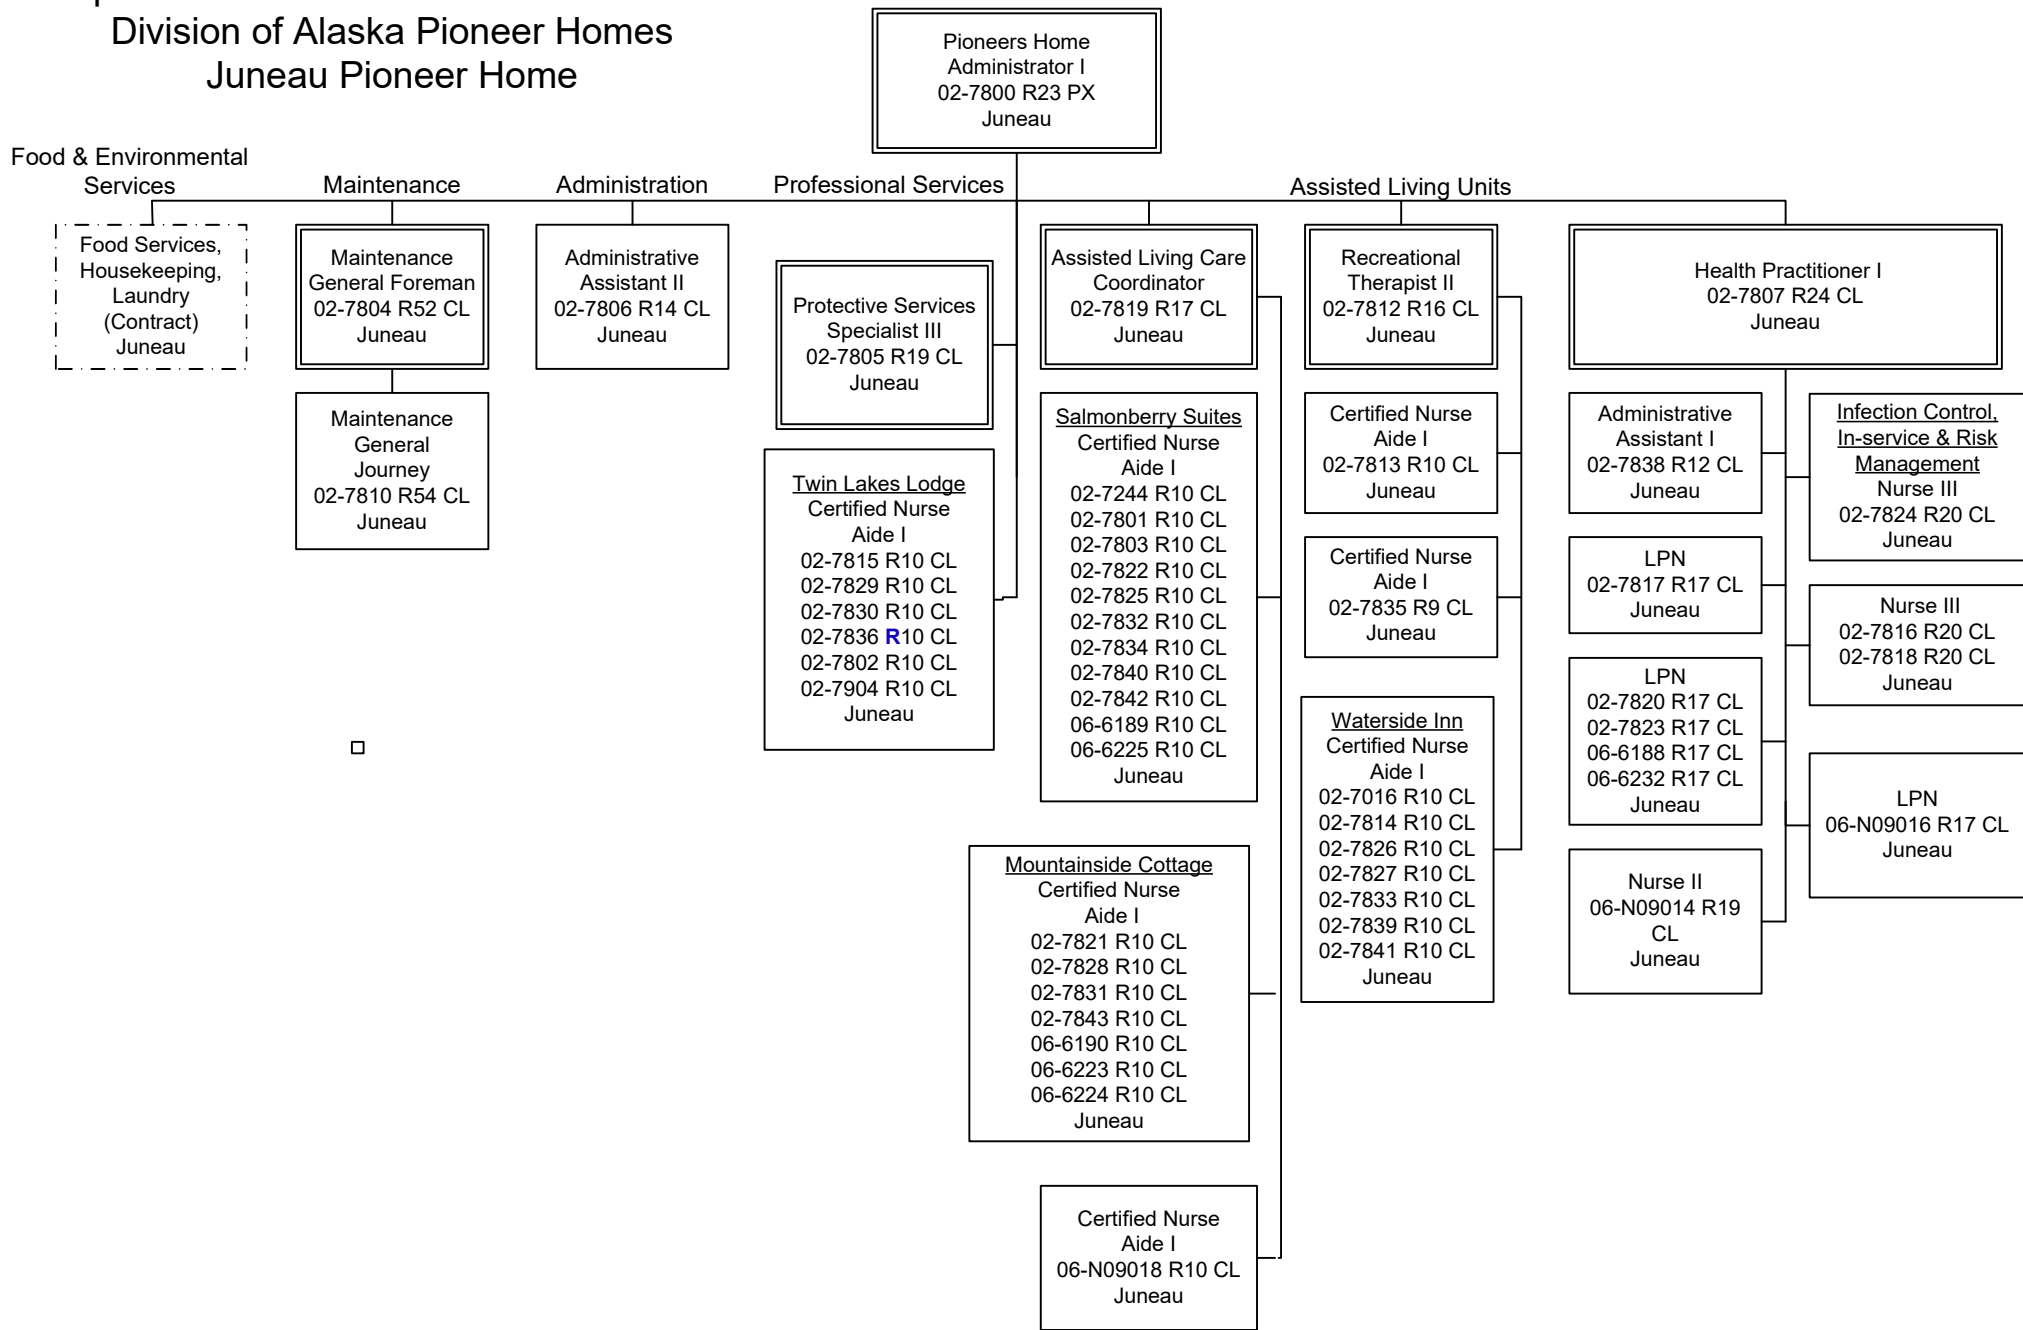 Division of Alaska Pioneer Homes
Juneau Pioneer Home
Pioneers Home
Administrator I
02-7800 R23 PX
Juneau
Food & Environmental
Services
Maintenance
Administration
Professional Services
Assisted Living Units
Food Services,
Housekeeping,
Laundry
(Contract)
Juneau
Maintenance
General Foreman
02-7804 R52 CL
Juneau
Maintenance
General
Journey
02-7810 R54 CL
Juneau
Administrative
Assistant II
02-7806 R14 CL
Juneau
Protective Services
Specialist III
02-7805 R19 CL
Juneau
Twin Lakes Lodge
Certified Nurse
Aide I
02-7815 R10 CL
02-7829 R10 CL
02-7830 R10 CL
02-7836 R10 CL
02-7802 R10 CL
02-7904 R10 CL
Juneau
Assisted Living Care
Coordinator
02-7819 R17 CL
Juneau
Salmonberry Suites
Certified Nurse
Aide I
02-7244 R10 CL
02-7801 R10 CL
02-7803 R10 CL
02-7822 R10 CL
02-7825 R10 CL
02-7832 R10 CL
02-7834 R10 CL
02-7840 R10 CL
02-7842 R10 CL
06-6189 R10 CL
06-6225 R10 CL
Juneau
Mountainside Cottage
Certified Nurse
Aide I
02-7821 R10 CL
02-7828 R10 CL
02-7831 R10 CL
02-7843 R10 CL
06-6190 R10 CL
06-6223 R10 CL
06-6224 R10 CL
Juneau
Certified Nurse
Aide I
06-N09018 R10 CL
Juneau
Recreational
Therapist II
02-7812 R16 CL
Juneau
Certified Nurse
Aide I
02-7813 R10 CL
Juneau
Certified Nurse
Aide I
02-7835 R9 CL
Juneau
Waterside Inn
Certified Nurse
Aide I
02-7016 R10 CL
02-7814 R10 CL
02-7826 R10 CL
02-7827 R10 CL
02-7833 R10 CL
02-7839 R10 CL
02-7841 R10 CL
Juneau
Health Practitioner I
02-7807 R24 CL
Juneau
Administrative
Assistant I
02-7838 R12 CL
Juneau
LPN
02-7817 R17 CL
Juneau
LPN
02-7820 R17 CL
02-7823 R17 CL
06-6188 R17 CL
06-6232 R17 CL
Juneau
Nurse II
06-N09014 R19
CL
Juneau
Infection Control,
In-service & Risk
Management
Nurse III
02-7824 R20 CL
Juneau
Nurse III
02-7816 R20 CL
02-7818 R20 CL
Juneau
LPN
06-N09016 R17 CL
Juneau